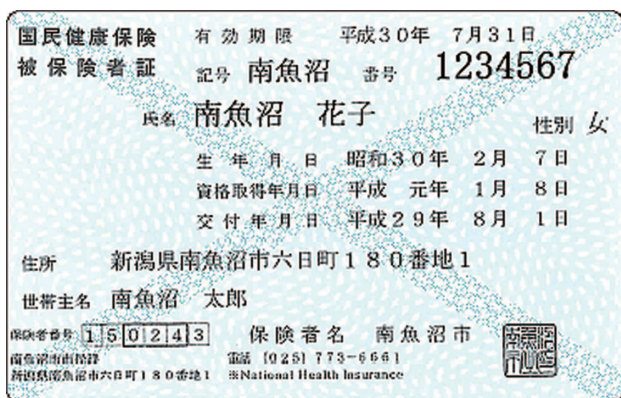 国民健康保険 有効期限 平成30年 7月31日
被保険者証 記号 南魚沼 番号 1234567
氏名 南魚沼 花子 性別 女
生年月日 昭和30年 2月 7日
資格取得年月日 平成 元年 1月 8日
交付年月日 平成29年 8月 1日
住所 新潟県南魚沼市六日町180番地1
世帯主名 南魚沼 太郎
保険者番号 150243 保険者名 南魚沼市
電話 (025) 773-6661
新潟県南魚沼市六日町180番地1 ※National Health Insurance